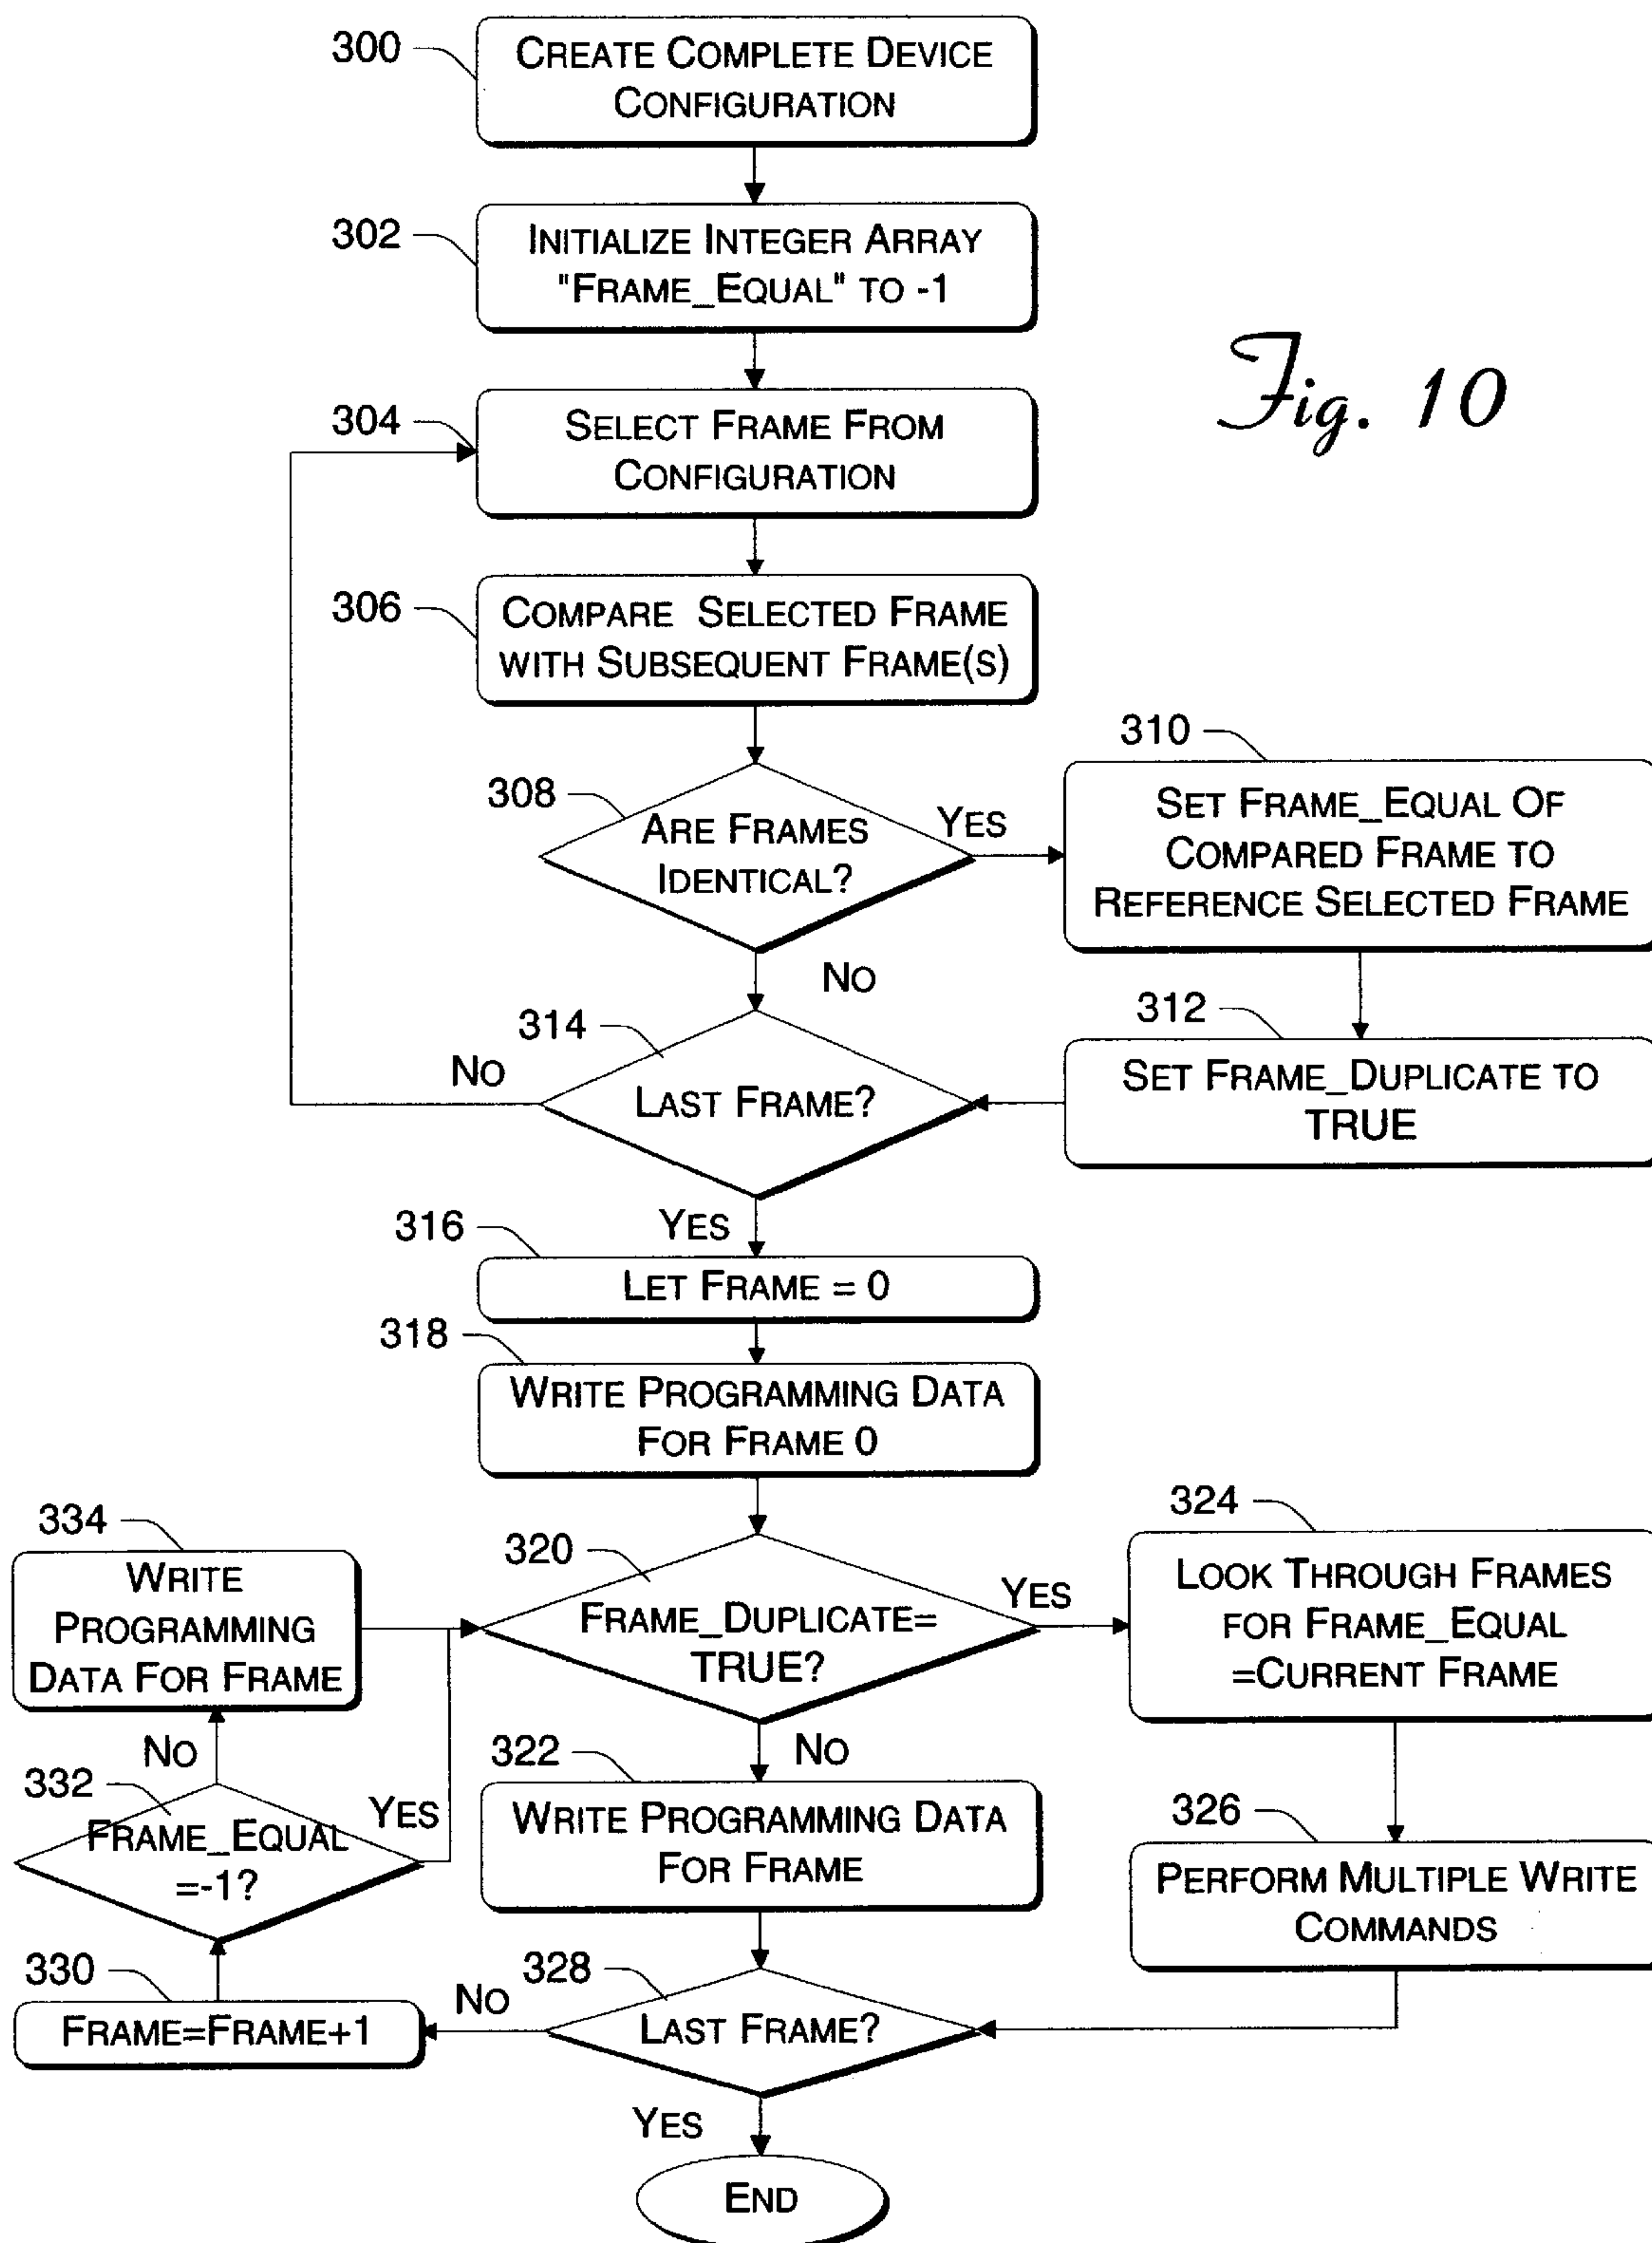 300
CREATE COMPLETE DEVICE
CONFIGURATION
302
INITIALIZE INTEGER ARRAY
"FRAME_EQUAL" TO -1
Fig. 10
304
SELECT FRAME FROM
CONFIGURATION
306
COMPARE SELECTED FRAME
WITH SUBSEQUENT FRAME(S)
308
ARE FRAMES
IDENTICAL?
YES
310
SET FRAME_EQUAL OF
COMPARED FRAME TO
REFERENCE SELECTED FRAME
NO
312
SET FRAME_DUPLICATE TO
TRUE
314
LAST FRAME?
NO
YES
316
LET FRAME = 0
318
WRITE PROGRAMMING DATA
FOR FRAME 0
320
FRAME_DUPLICATE=
TRUE?
YES
324
LOOK THROUGH FRAMES
FOR FRAME_EQUAL
=CURRENT FRAME
334
WRITE
PROGRAMMING
DATA FOR FRAME
NO
332
FRAME_EQUAL
=-1?
YES
NO
322
WRITE PROGRAMMING DATA
FOR FRAME
326
PERFORM MULTIPLE WRITE
COMMANDS
330
FRAME=FRAME+1
NO
328
LAST FRAME?
YES
END